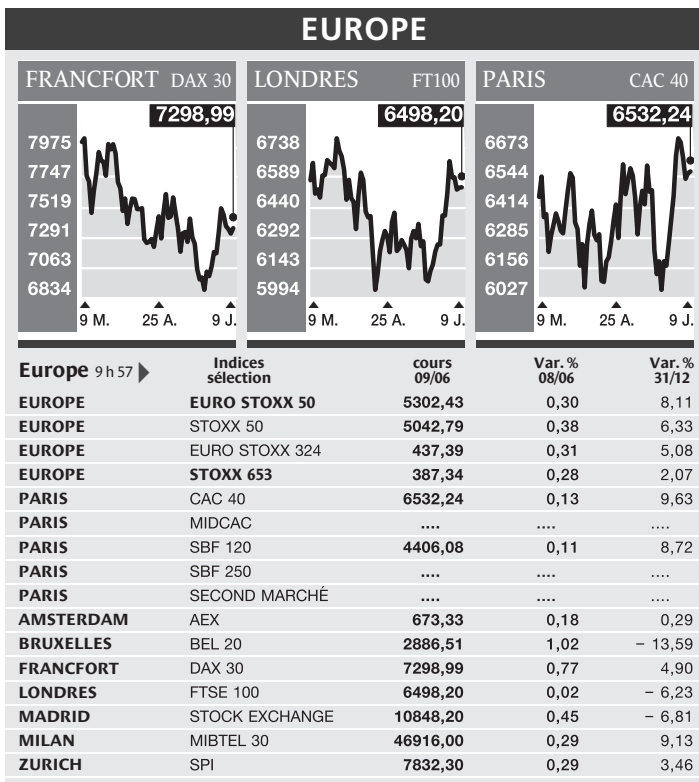 EUROPE
FRANCFORT DAX 30
7298,99
7975
7747
7519
7291
7063
6834
9 M. 25 A. 9 J.
LONDRES FT100
6498,20
6738
6589
6440
6292
6143
5994
9 M. 25 A. 9 J.
PARIS CAC 40
6532,24
6673
6544
6414
6285
6156
6027
9 M. 25 A. 9 J.
Europe 9 h 57 Indices sélection cours 09/06 Var. % 08/06 Var. % 31/12
EUROPE EURO STOXX 50 5302,43 0,30 8,11
EUROPE STOXX 50 5042,79 0,38 6,33
EUROPE EURO STOXX 324 437,39 0,31 5,08
EUROPE STOXX 653 387,34 0,28 2,07
PARIS CAC 40 6532,24 0,13 9,63
PARIS MIDCAC .... .... ....
PARIS SBF 120 4406,08 0,11 8,72
PARIS SBF 250 .... .... ....
PARIS SECOND MARCHÉ .... .... ....
AMSTERDAM AEX 673,33 0,18 0,29
BRUXELLES BEL 20 2886,51 1,02 – 13,59
FRANCFORT DAX 30 7298,99 0,77 4,90
LONDRES FTSE 100 6498,20 0,02 – 6,23
MADRID STOCK EXCHANGE 10848,20 0,45 – 6,81
MILAN MIBTEL 30 46916,00 0,29 9,13
ZURICH SPI 7832,30 0,29 3,46